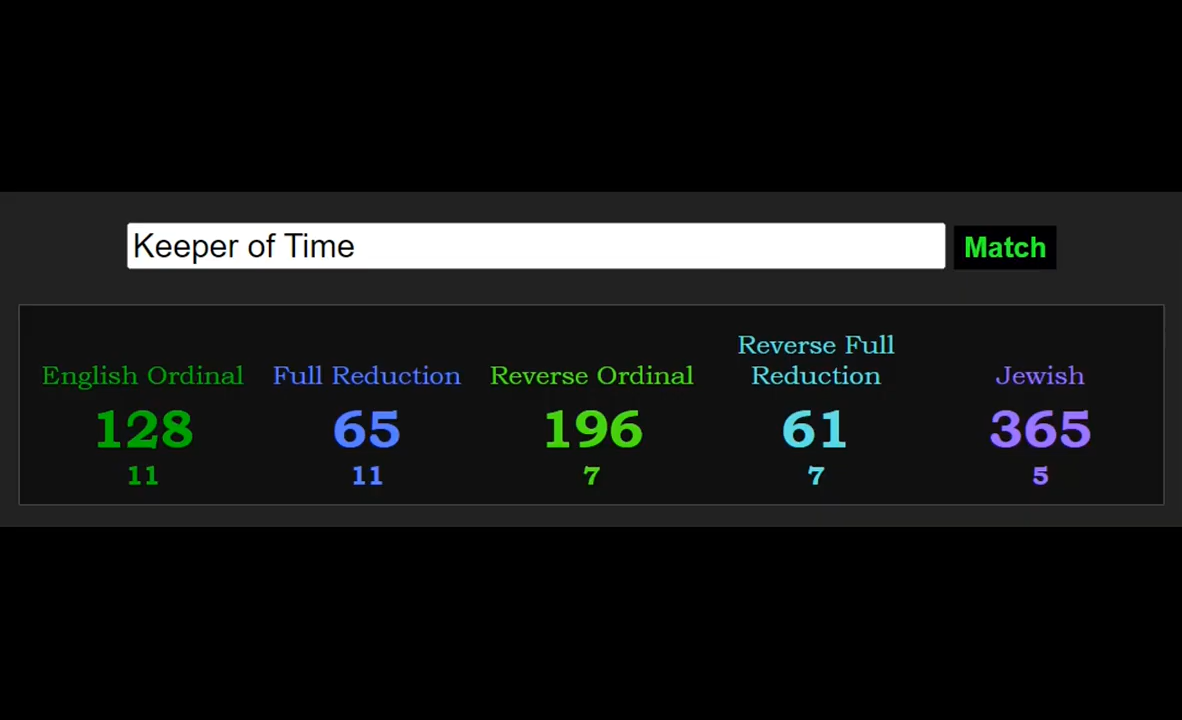 Keeper of Time Match
Reverse Full
English Ordinal Full Reduction Reverse Ordinal Reduction Jewish
128 65 196 61 365
11 11 7 7 5